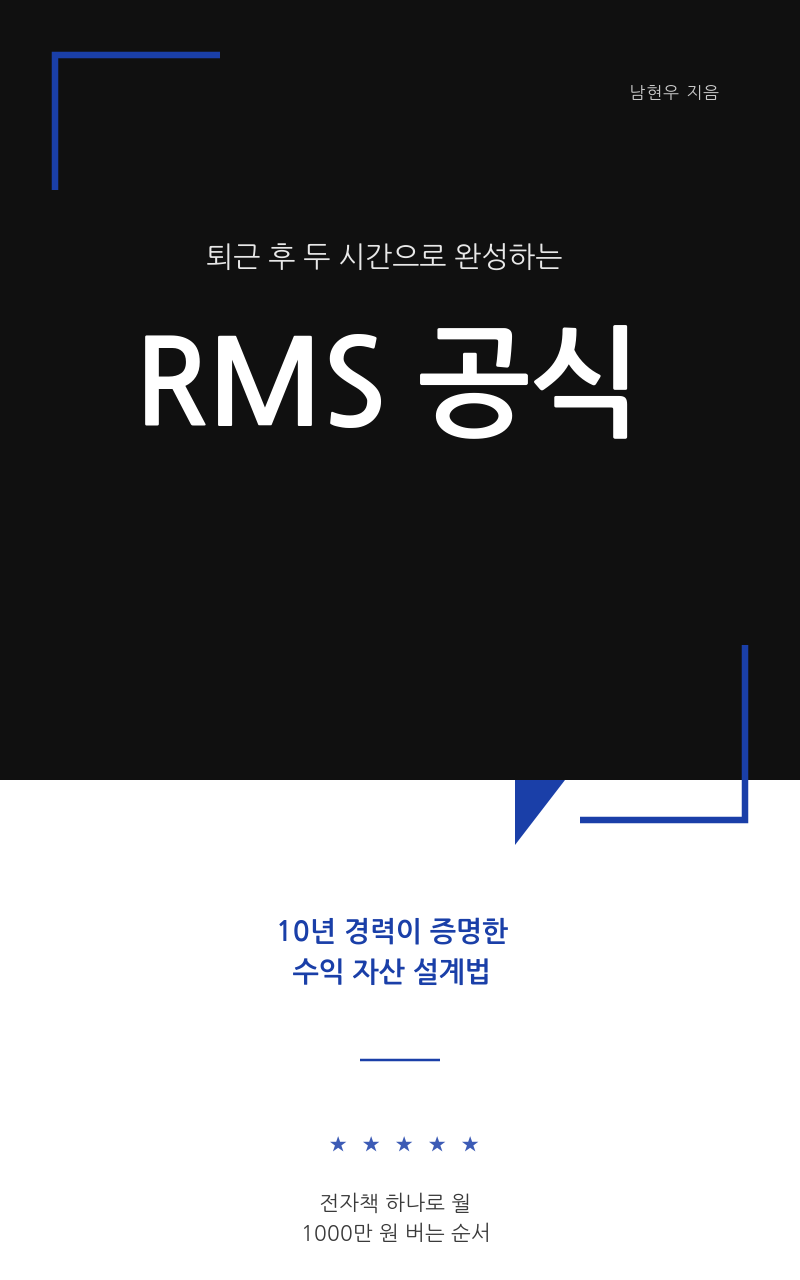 남현우 지음
퇴근 후 두 시간으로 완성하는
RMS 공식
10년 경력이 증명한
수익 자산 설계법
★ ★ ★ ★ ★
전자책 하나로 월
1000만 원 버는 순서